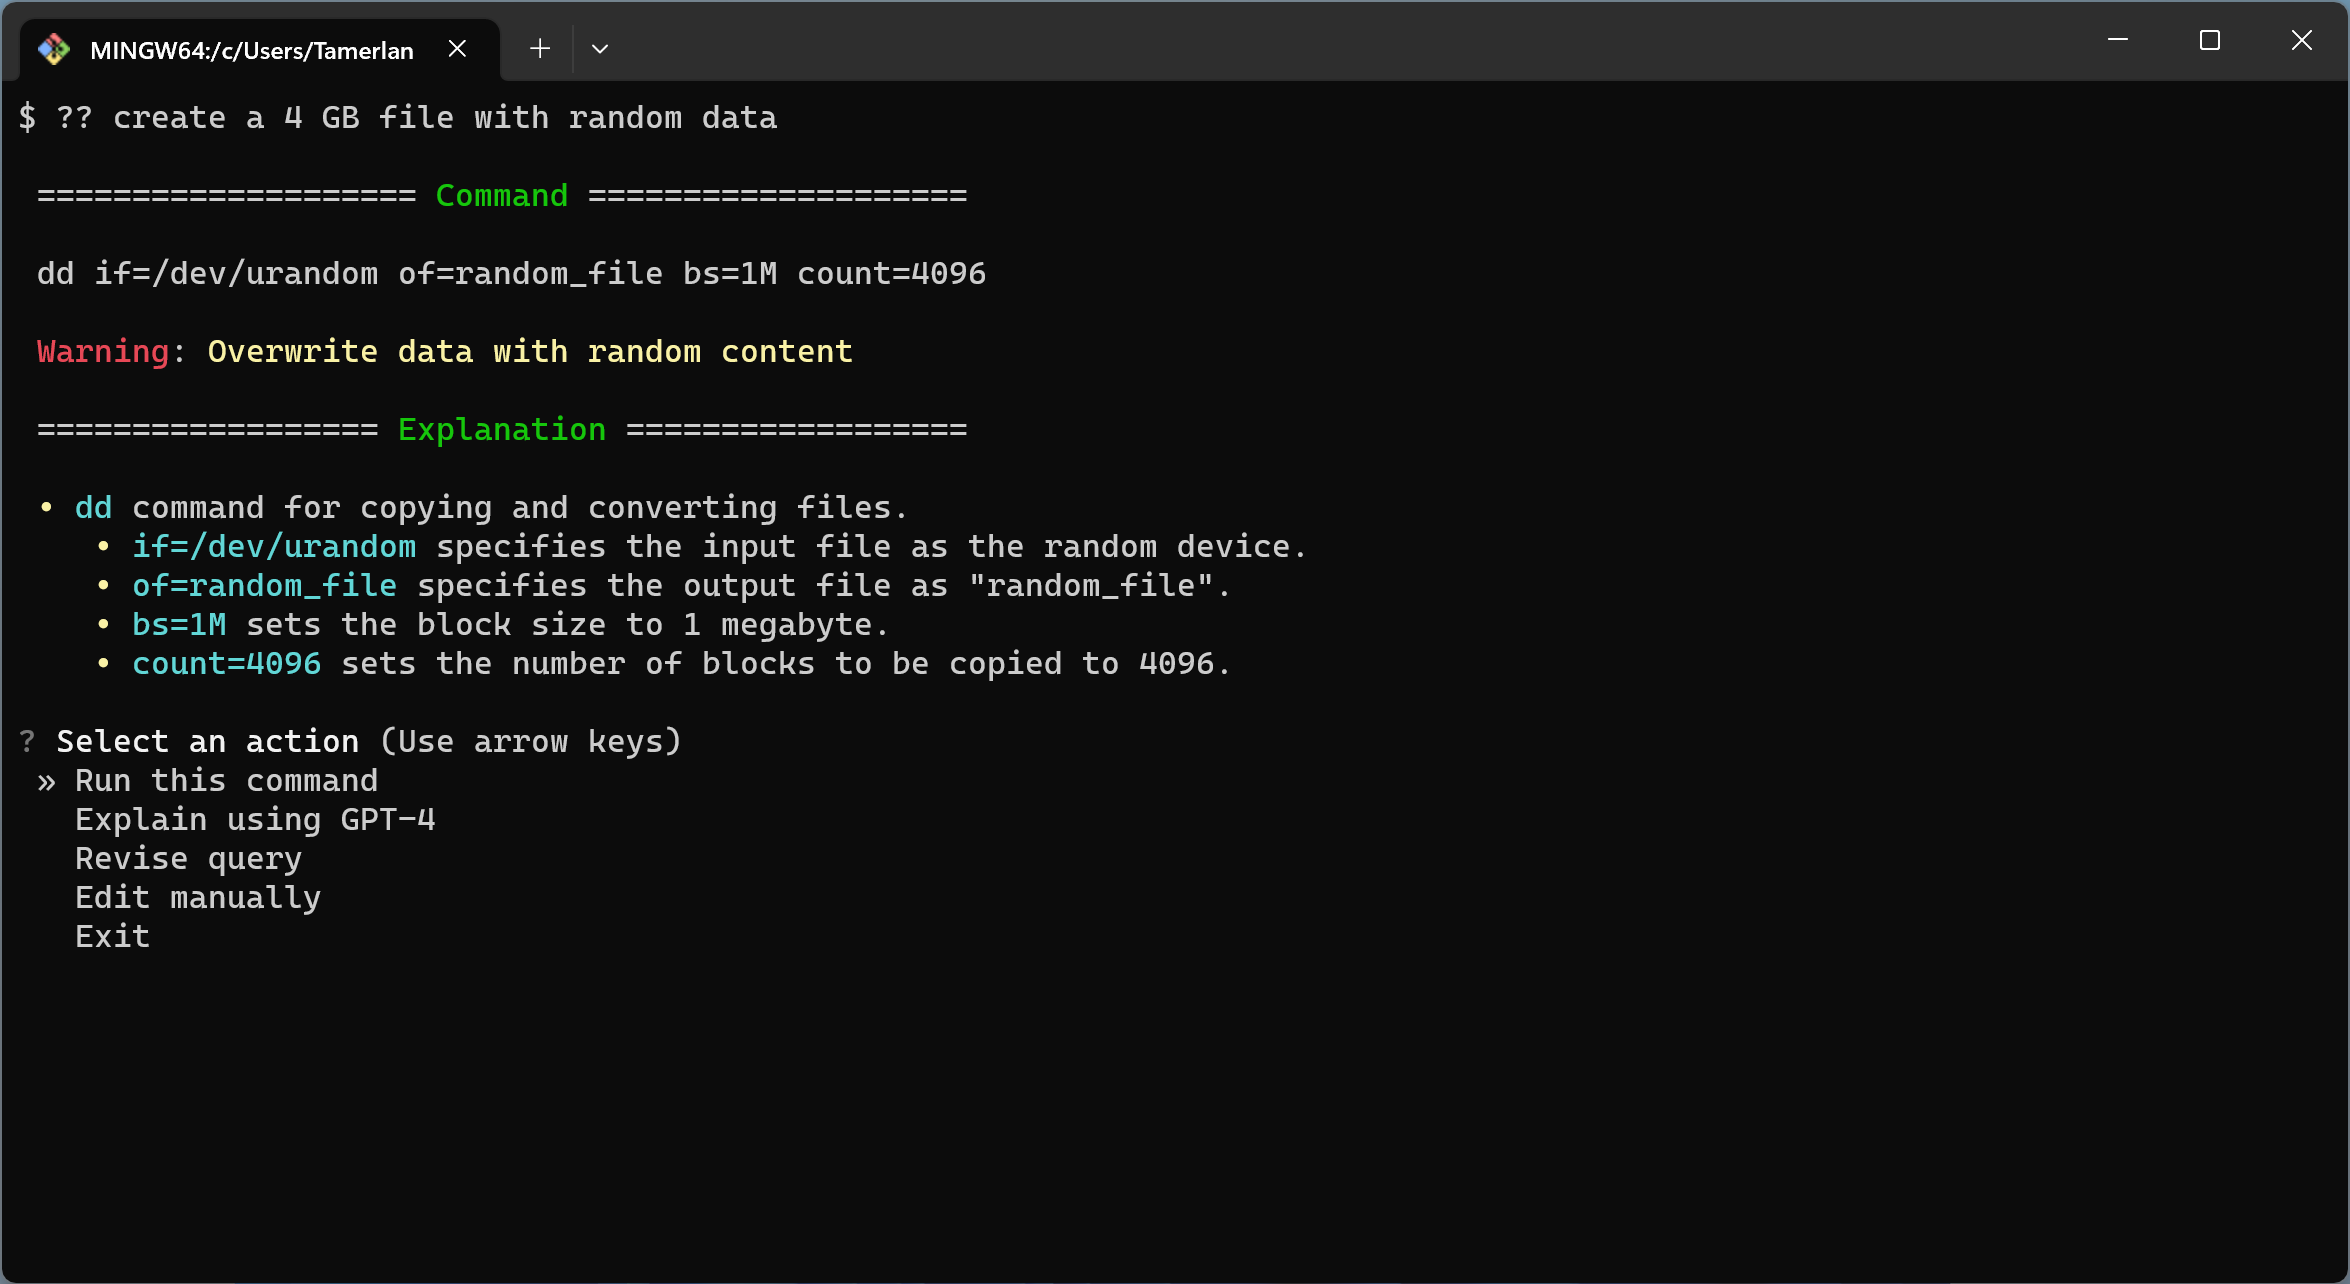 MINGW64:/c/Users/Tamerlan
$ ?? create a 4 GB file with random data
==================== Command ====================
dd if=/dev/urandom of=random_file bs=1M count=4096
Warning: Overwrite data with random content
================== Explanation ==================
• dd command for copying and converting files.
• if=/dev/urandom specifies the input file as the random device.
• of=random_file specifies the output file as "random_file".
• bs=1M sets the block size to 1 megabyte.
• count=4096 sets the number of blocks to be copied to 4096.
? Select an action (Use arrow keys)
» Run this command
Explain using GPT-4
Revise query
Edit manually
Exit